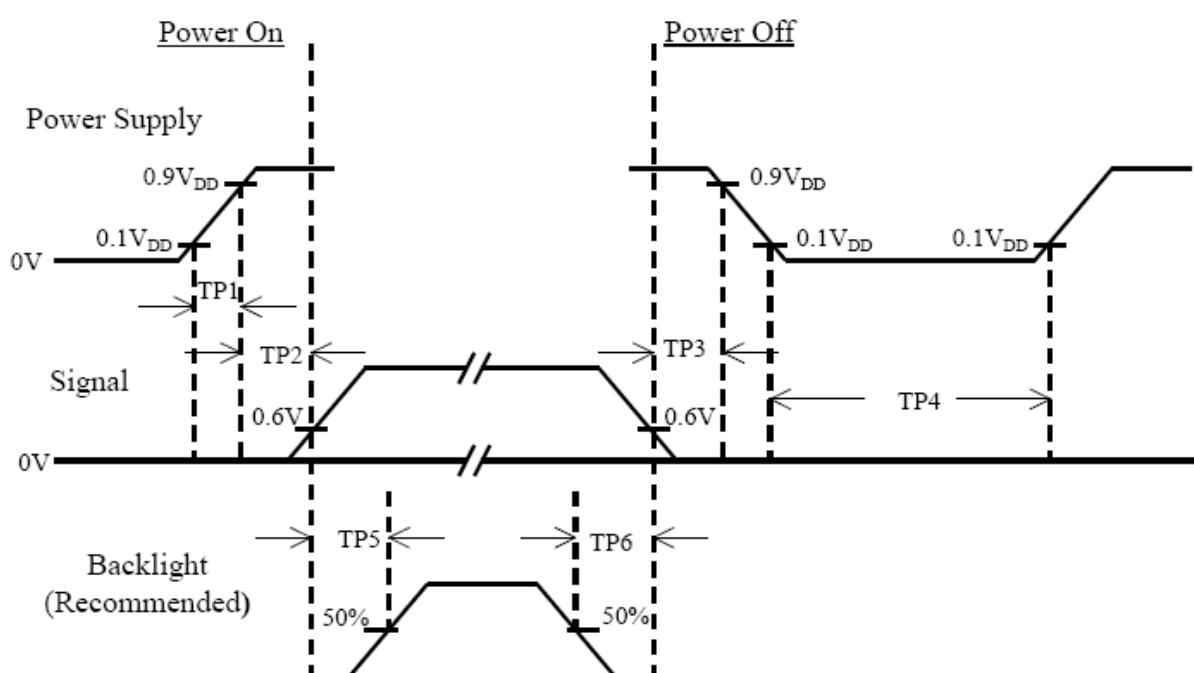 Power On
Power Off
Power Supply
0.9VDD
0.9VDD
0.1VDD
0.1VDD
0.1VDD
0V
TP1
TP2
TP3
Signal
TP4
0.6V
0.6V
0V
TP5
TP6
Backlight
(Recommended)
50%
50%